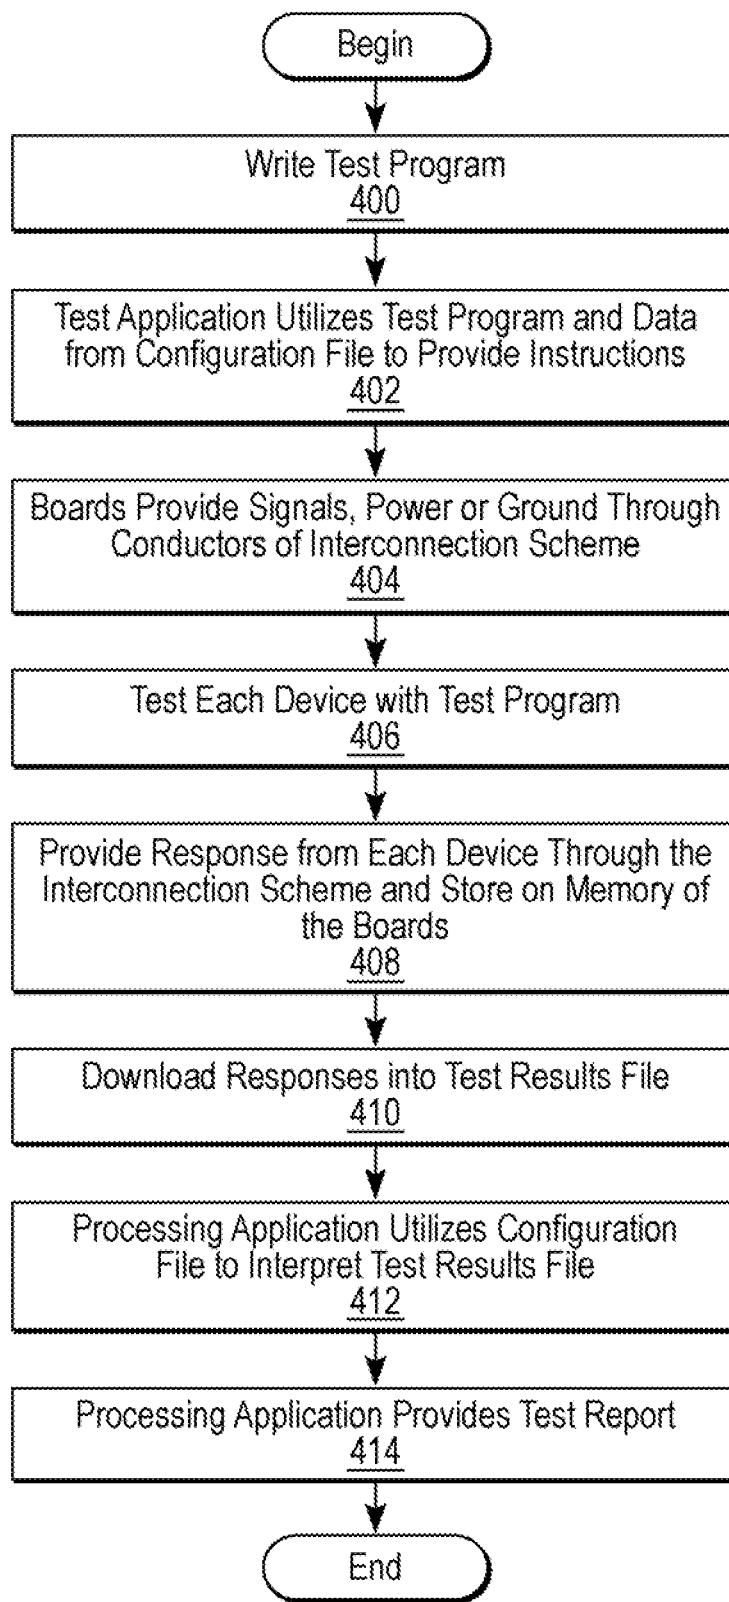 Begin
Write Test Program
400
Test Application Utilizes Test Program and Data
from Configuration File to Provide Instructions
402
Boards Provide Signals, Power or Ground Through
Conductors of Interconnection Scheme
404
Test Each Device with Test Program
406
Provide Response from Each Device Through the
Interconnection Scheme and Store on Memory of
the Boards
408
Download Responses into Test Results File
410
Processing Application Utilizes Configuration
File to Interpret Test Results File
412
Processing Application Provides Test Report
414
End